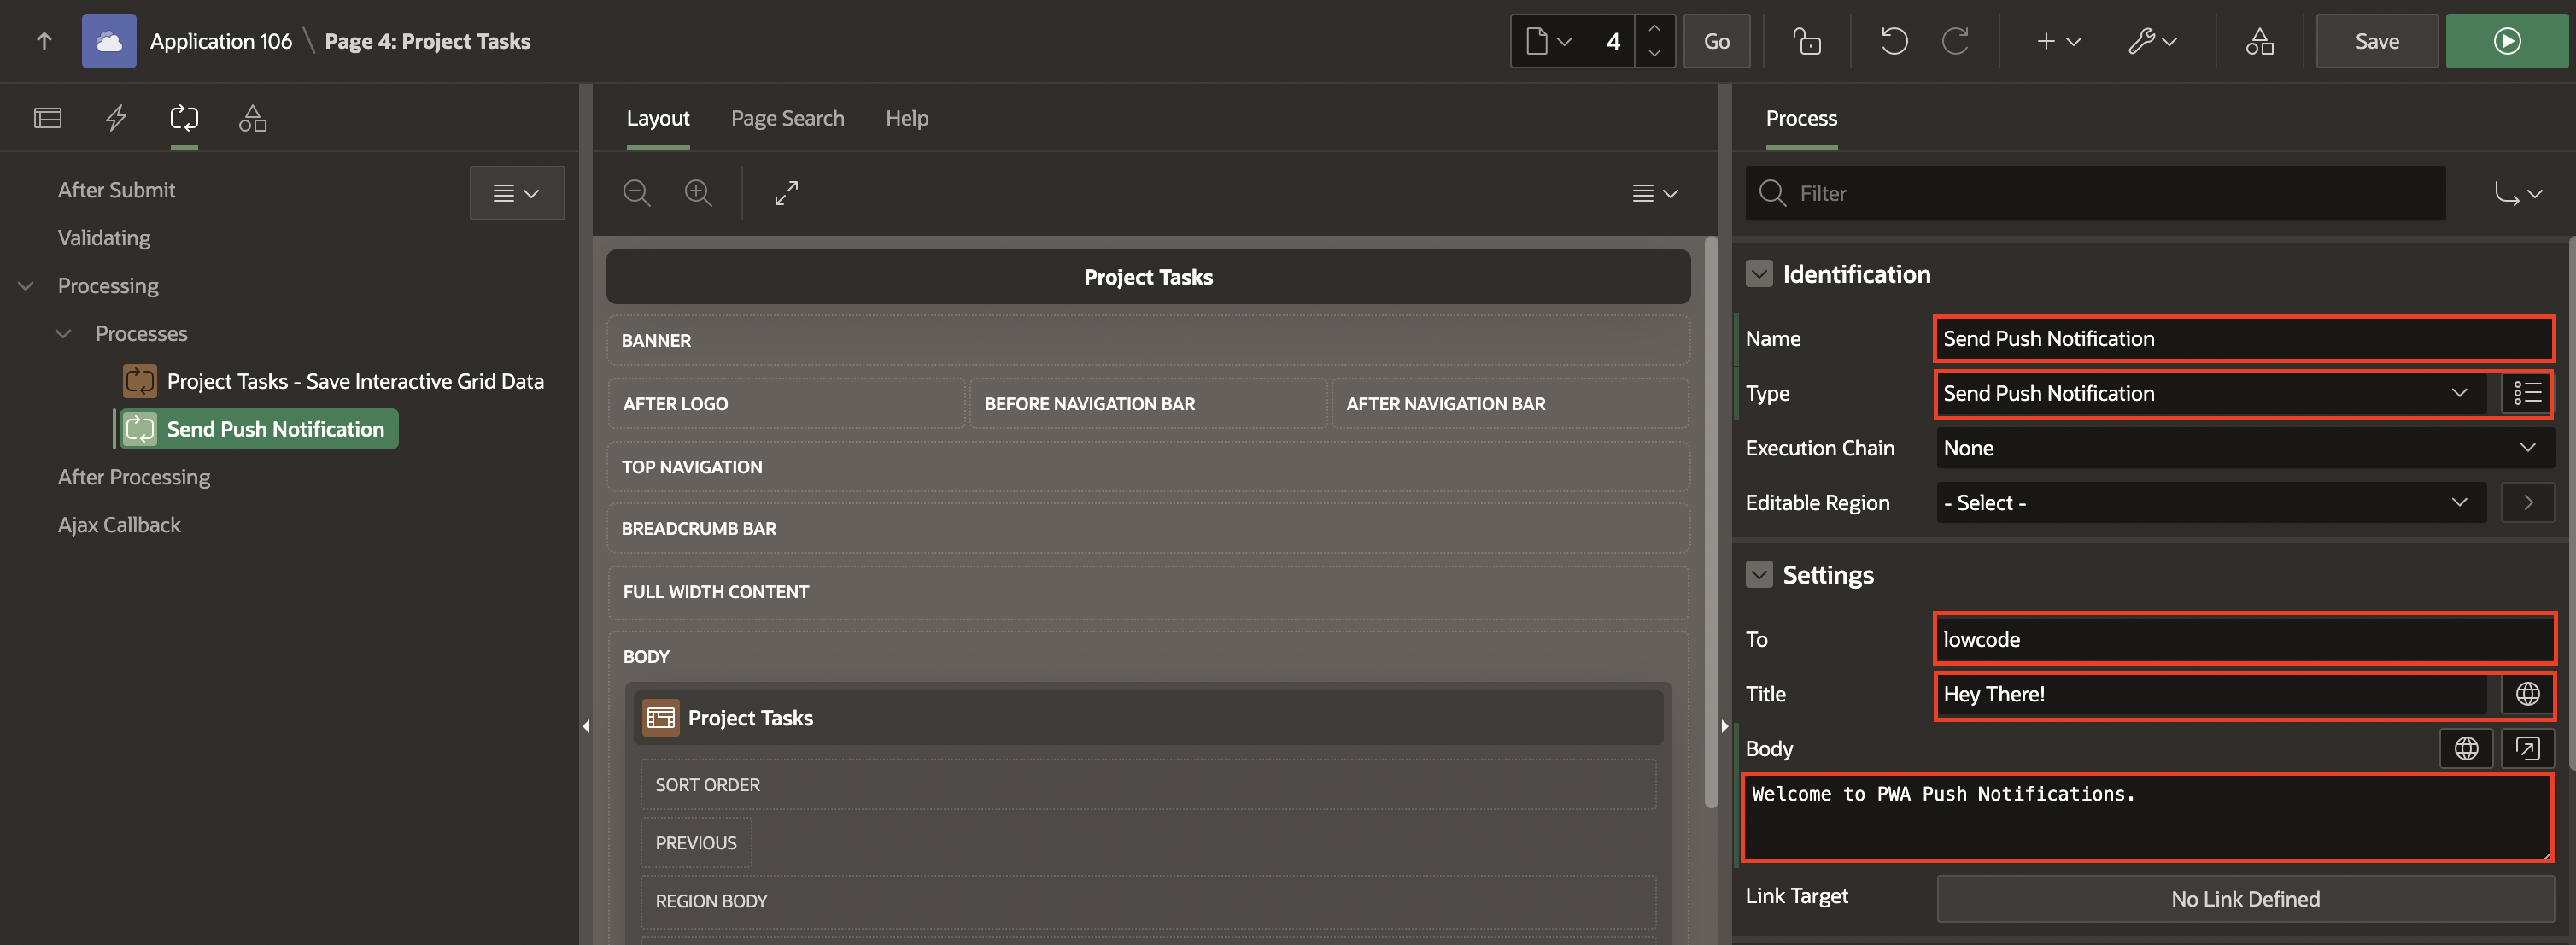 Application 106 \ Page 4: Project Tasks
4
Go
Save
After Submit
Validating
Processing
Processes
Project Tasks - Save Interactive Grid Data
Send Push Notification
After Processing
Ajax Callback
Layout
Page Search
Help
Project Tasks
BANNER
AFTER LOGO
BEFORE NAVIGATION BAR
AFTER NAVIGATION BAR
TOP NAVIGATION
BREADCRUMB BAR
FULL WIDTH CONTENT
BODY
Project Tasks
SORT ORDER
PREVIOUS
REGION BODY
Process
Filter
Identification
Name
Send Push Notification
Type
Send Push Notification
Execution Chain
None
Editable Region
- Select -
Settings
To
lowcode
Title
Hey There!
Body
Welcome to PWA Push Notifications.
Link Target
No Link Defined